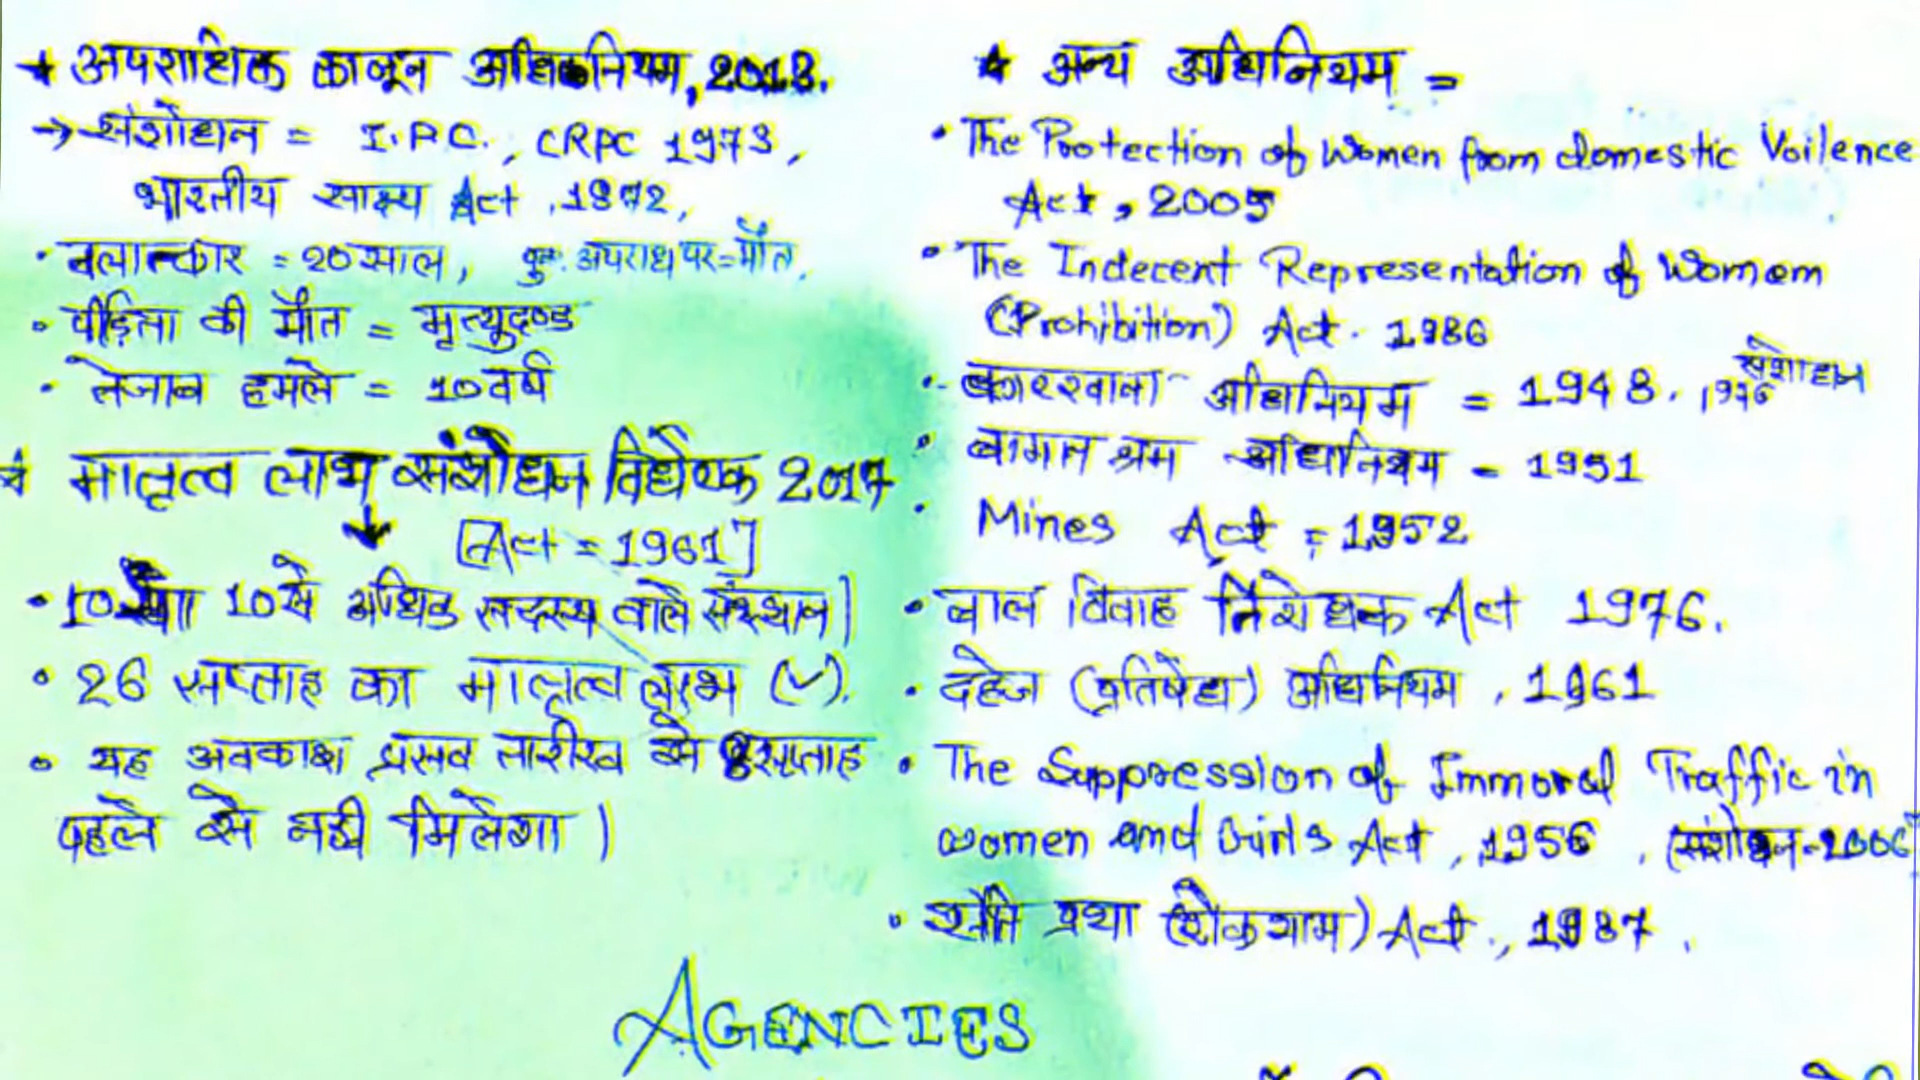 ★ अपराधिक कानून अधिनियम, 2013.
→ संशोधन = I.P.C., CRPC 1973,
भारतीय साक्ष्य Act, 1872,
• बलात्कार = 20 साल, पुनः अपराध पर = मौत.
• पीड़िता की मौत = मृत्युदण्ड
• तेजाब हमले = 10 वर्ष
★ मातृत्व लाभ संशोधन विधेयक 2017
↓ [Act = 1961]
• 10 या 10 से अधिक सदस्य वाले संस्थान।
• 26 सप्ताह का मातृत्व लाभ (✓).
• यह अवकाश प्रसव तारीख से 8 सप्ताह
पहले से नही मिलेगा।
★ अन्य अधिनियम =
• The Protection of Women from domestic Voilence
Act, 2005
• The Indecent Representation of Women
(Prohibition) Act. 1986
• कारखाना अधिनियम = 1948. 1976 संशोधन
• बागान श्रम अधिनियम = 1951
• Mines Act = 1952
• बाल विवाह निरोधक Act 1976.
• दहेज (प्रतिषेध) अधिनियम, 1961
• The Suppression of Immoral Traffic in
women and Girls Act, 1956, (संशोधन-2006)
• सति प्रथा (रोकथाम) Act., 1987.
AGENCIES